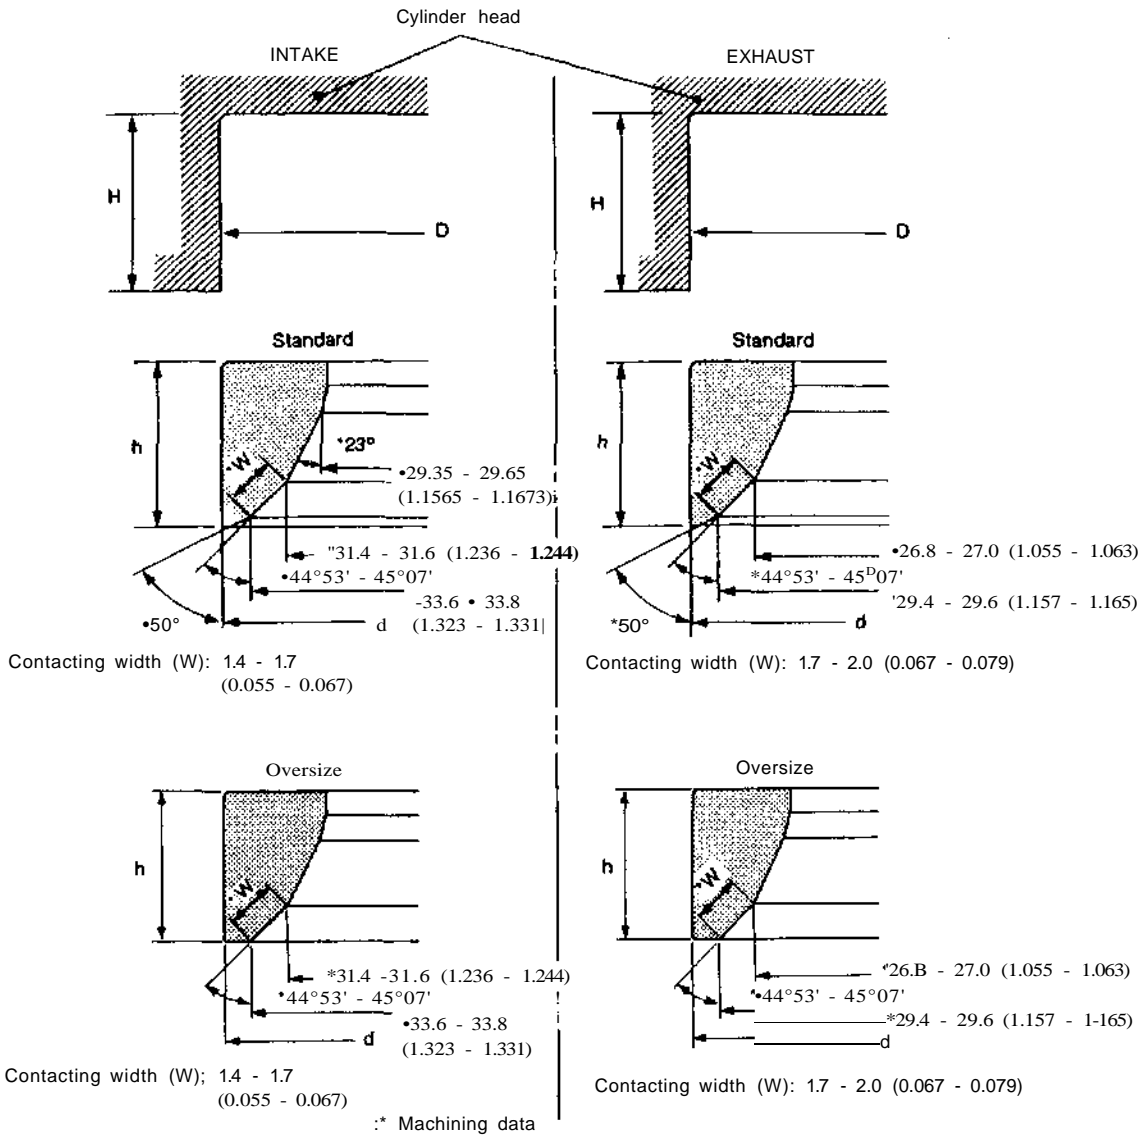 Cylinder head
INTAKE
EXHAUST
H
D
H
D
Standard
Standard
h
•W
*23°
•29.35 - 29.65
(1.1565 - 1.1673)
"31.4 - 31.6 (1.236 - 1.244)
•44°53' - 45°07'
-33.6 • 33.8
(1.323 - 1.331|
•50°
d
h
•W
•26.8 - 27.0 (1.055 - 1.063)
*44°53' - 45ᴰ07'
'29.4 - 29.6 (1.157 - 1.165)
*50°
d
Contacting width (W): 1.4 - 1.7
(0.055 - 0.067)
Contacting width (W): 1.7 - 2.0 (0.067 - 0.079)
Oversize
Oversize
h
•W
*31.4 -31.6 (1.236 - 1.244)
*44°53' - 45°07'
•33.6 - 33.8
(1.323 - 1.331)
d
h
•W
'26.B - 27.0 (1.055 - 1.063)
•44°53' - 45°07'
*29.4 - 29.6 (1.157 - 1-165)
d
Contacting width (W); 1.4 - 1.7
(0.055 - 0.067)
Contacting width (W): 1.7 - 2.0 (0.067 - 0.079)
:* Machining data